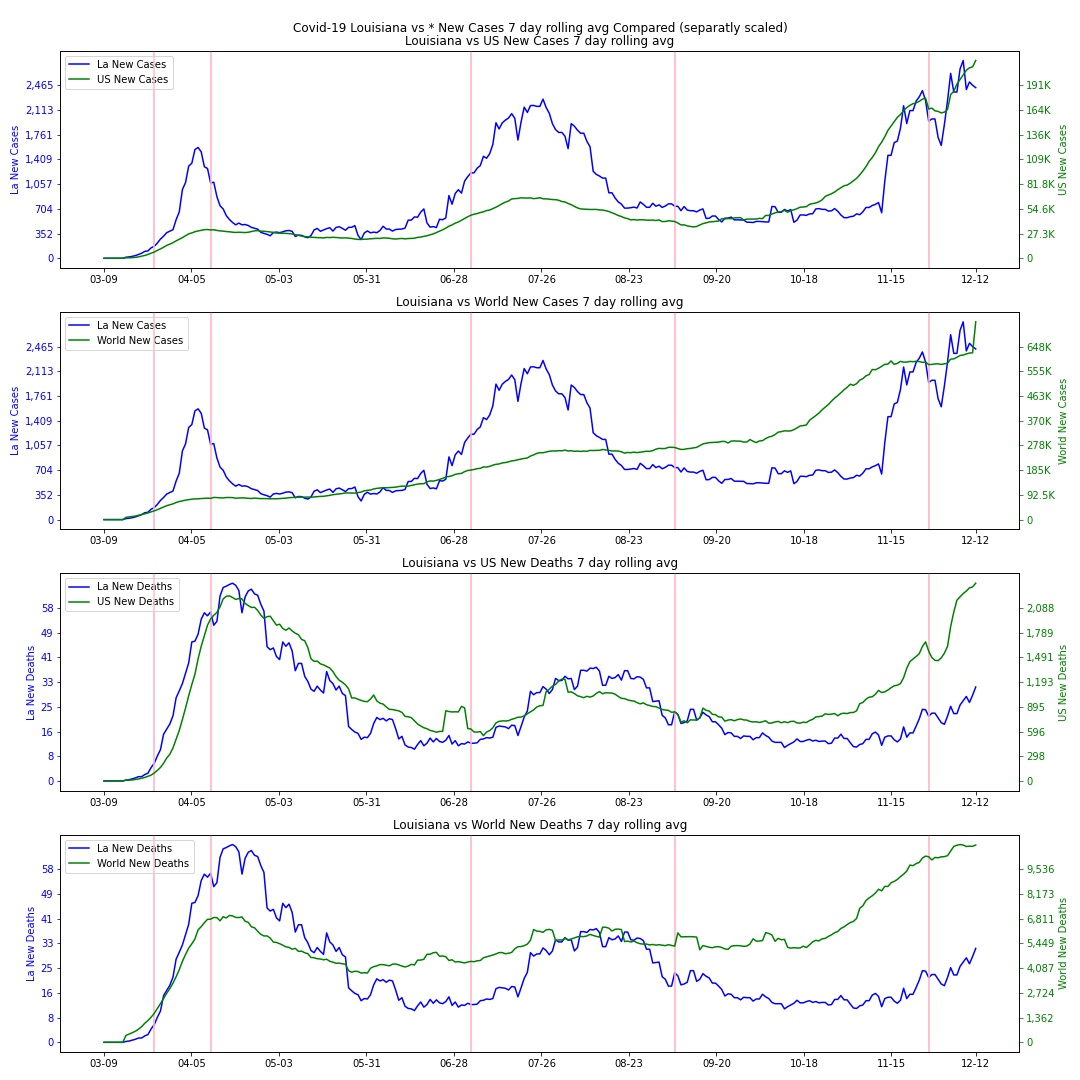 Covid-19 Louisiana vs * New Cases 7 day rolling avg Compared (separatly scaled)
Louisiana vs US New Cases 7 day rolling avg
La New Cases
US New Cases
2,465
2,113
1,761
1,409
1,057
704
352
0
La New Cases
191K
164K
136K
109K
81.8K
54.6K
27.3K
0
US New Cases
03-09 04-05 05-03 05-31 06-28 07-26 08-23 09-20 10-18 11-15 12-12
Louisiana vs World New Cases 7 day rolling avg
La New Cases
World New Cases
2,465
2,113
1,761
1,409
1,057
704
352
0
La New Cases
648K
555K
463K
370K
278K
185K
92.5K
0
World New Cases
03-09 04-05 05-03 05-31 06-28 07-26 08-23 09-20 10-18 11-15 12-12
Louisiana vs US New Deaths 7 day rolling avg
La New Deaths
US New Deaths
58
49
41
33
25
16
8
0
La New Deaths
2,088
1,789
1,491
1,193
895
596
298
0
US New Deaths
03-09 04-05 05-03 05-31 06-28 07-26 08-23 09-20 10-18 11-15 12-12
Louisiana vs World New Deaths 7 day rolling avg
La New Deaths
World New Deaths
58
49
41
33
25
16
8
0
La New Deaths
9,536
8,173
6,811
5,449
4,087
2,724
1,362
0
World New Deaths
03-09 04-05 05-03 05-31 06-28 07-26 08-23 09-20 10-18 11-15 12-12